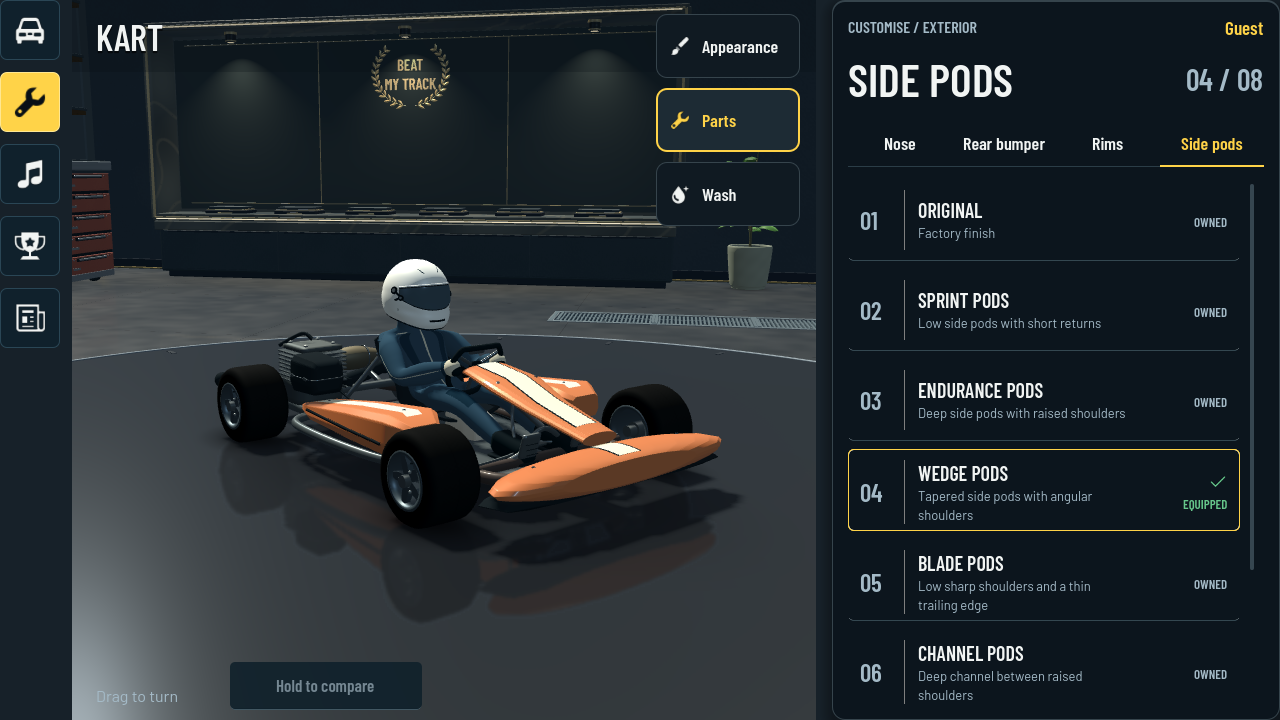 KART
BEAT
MY TRACK
Appearance
Parts
Wash
Drag to turn
Hold to compare
CUSTOMISE / EXTERIOR
Guest
SIDE PODS
04 / 08
Nose
Rear bumper
Rims
Side pods
01
ORIGINAL
Factory finish
OWNED
02
SPRINT PODS
Low side pods with short returns
OWNED
03
ENDURANCE PODS
Deep side pods with raised shoulders
OWNED
04
WEDGE PODS
Tapered side pods with angular
shoulders
EQUIPPED
05
BLADE PODS
Low sharp shoulders and a thin
trailing edge
OWNED
06
CHANNEL PODS
Deep channel between raised
shoulders
OWNED